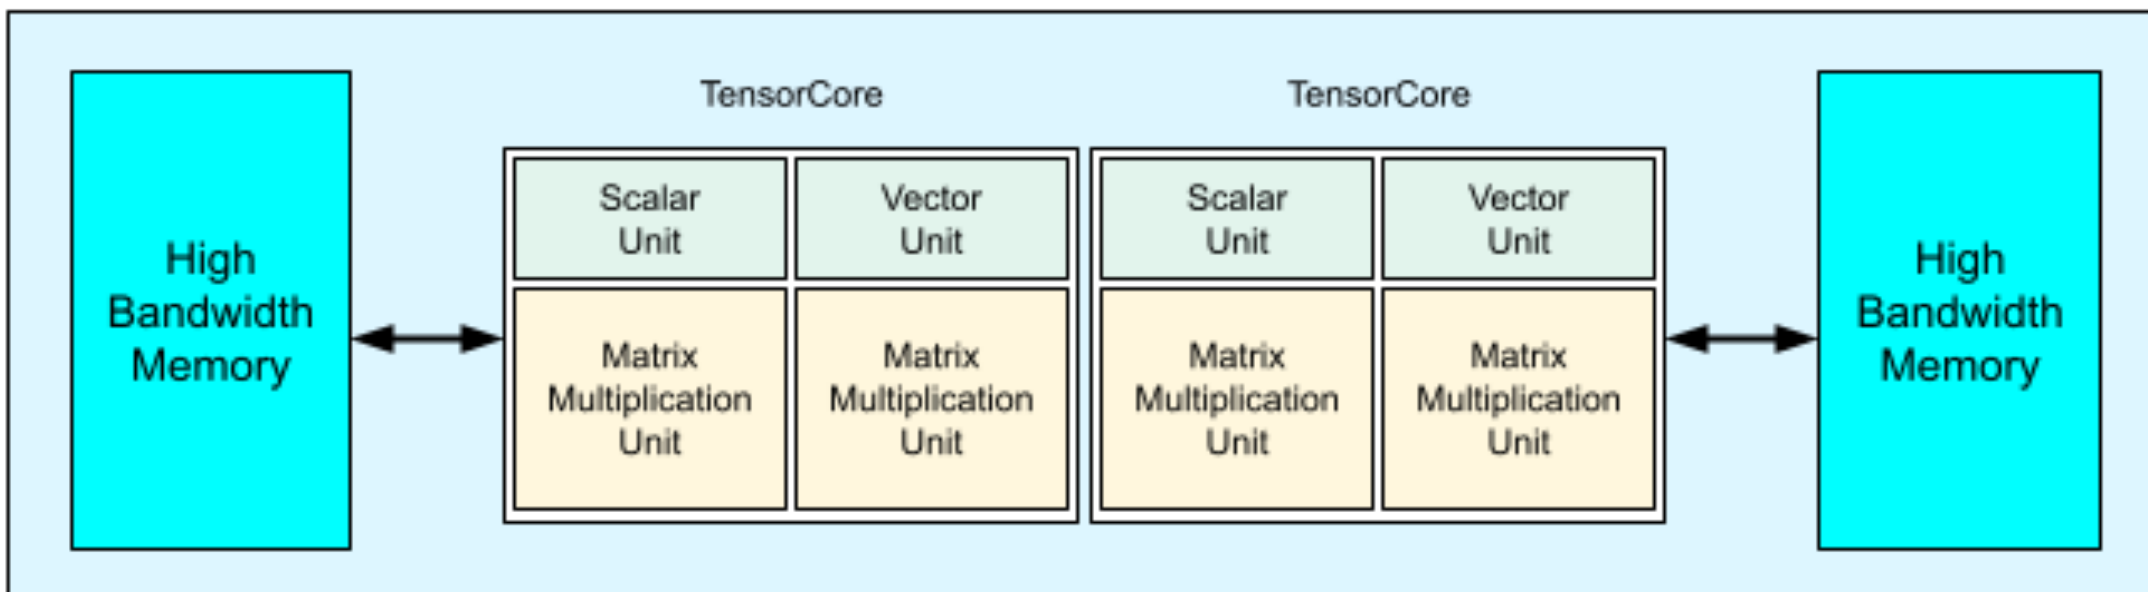 TensorCore
TensorCore
High
Bandwidth
Memory
Scalar
Unit
Vector
Unit
Matrix
Multiplication
Unit
Matrix
Multiplication
Unit
Scalar
Unit
Vector
Unit
Matrix
Multiplication
Unit
Matrix
Multiplication
Unit
High
Bandwidth
Memory